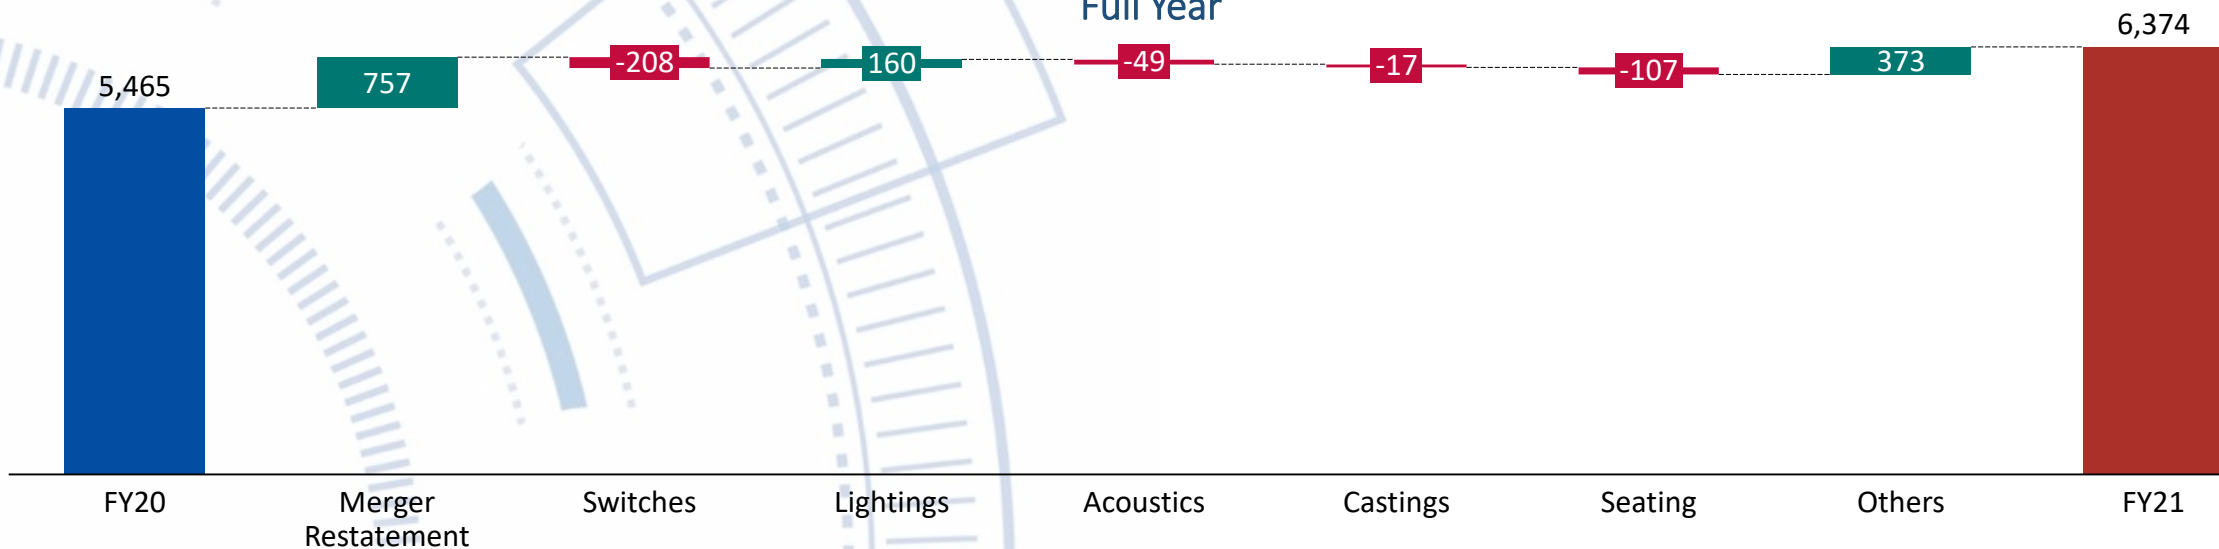 Full Year
6,374
5,465
757
-208
160
-49
-17
-107
373
FY20
Merger
Restatement
Switches
Lightings
Acoustics
Castings
Seating
Others
FY21